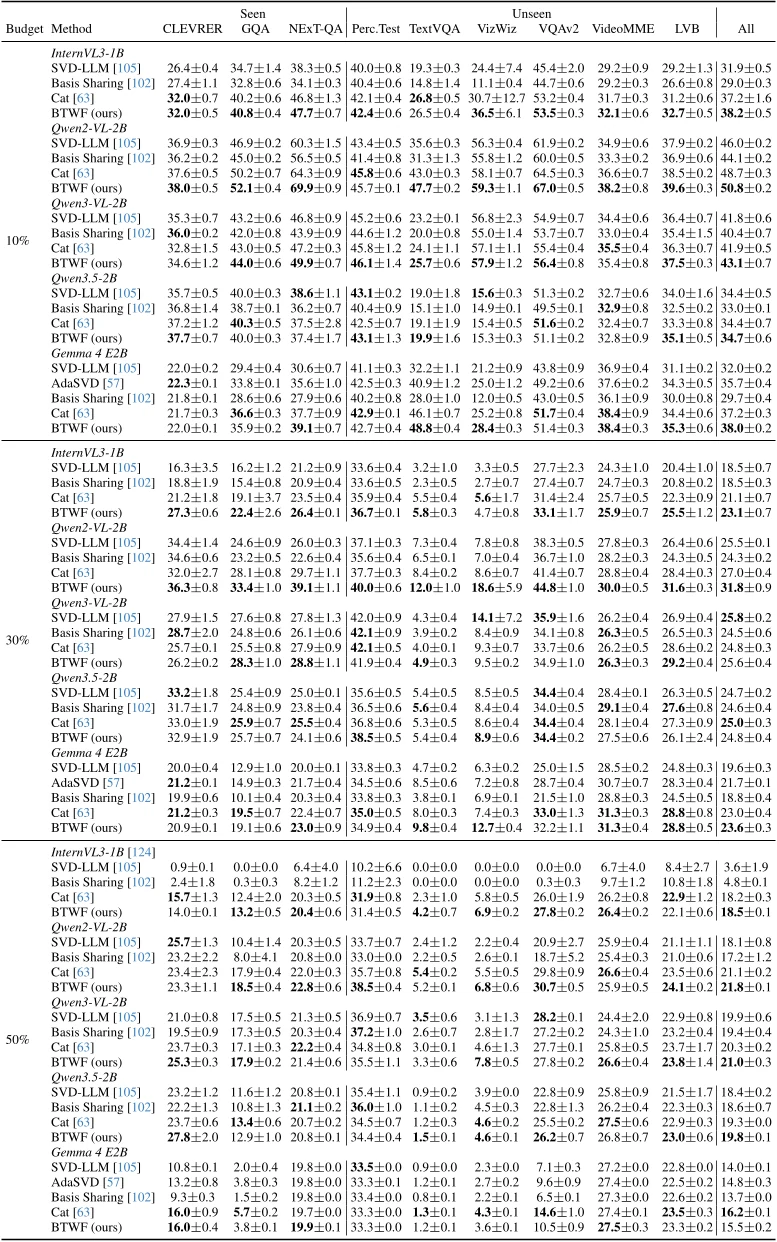 Seen Unseen
Budget Method CLEVRER GQA NExT-QA Perc.Test TextVQA VizWiz VQAv2 VideoMME LVB All
InternVL3-1B
SVD-LLM [105] 26.4±0.4 34.7±1.4 38.3±0.5 40.0±0.8 19.3±0.3 24.4±7.4 45.4±2.0 29.2±0.9 29.2±1.3 31.9±0.5
Basis Sharing [102] 27.4±1.1 32.8±0.6 34.1±0.3 40.4±0.6 14.8±1.4 11.1±0.4 44.7±0.6 29.2±0.3 26.6±0.8 29.0±0.3
Cat [63] 32.0±0.7 40.2±0.6 46.8±1.3 42.1±0.4 26.8±0.5 30.7±12.7 53.2±0.4 31.7±0.3 31.2±0.6 37.2±1.6
BTWF (ours) 32.0±0.5 40.8±0.4 47.7±0.7 42.4±0.6 26.5±0.4 36.5±6.1 53.5±0.3 32.1±0.6 32.7±0.5 38.2±0.5
Qwen2-VL-2B
SVD-LLM [105] 36.9±0.3 46.9±0.2 60.3±1.5 43.4±0.5 35.6±0.3 56.3±0.4 61.9±0.2 34.9±0.6 37.9±0.2 46.0±0.2
Basis Sharing [102] 36.2±0.2 45.0±0.2 56.5±0.5 41.4±0.8 31.3±1.3 55.8±1.2 60.0±0.5 33.3±0.2 36.9±0.6 44.1±0.2
Cat [63] 37.6±0.5 50.2±0.7 64.3±0.9 45.8±0.6 43.0±0.3 58.1±0.7 64.5±0.3 36.6±0.7 38.5±0.2 48.7±0.3
BTWF (ours) 38.0±0.5 52.1±0.4 69.9±0.9 45.7±0.1 47.7±0.2 59.3±1.1 67.0±0.5 38.2±0.8 39.6±0.3 50.8±0.2
Qwen3-VL-2B
SVD-LLM [105] 35.3±0.7 43.2±0.6 46.8±0.9 45.2±0.6 23.2±0.1 56.8±2.3 54.9±0.7 34.4±0.6 36.4±0.7 41.8±0.6
10% Basis Sharing [102] 36.0±0.2 42.0±0.8 43.9±0.9 44.6±1.2 20.0±0.8 55.0±1.4 53.7±0.7 33.0±0.4 35.4±1.5 40.4±0.7
Cat [63] 32.8±1.5 43.0±0.5 47.2±0.3 45.8±1.2 24.1±1.1 57.1±1.1 55.4±0.4 35.5±0.4 36.3±0.7 41.9±0.5
BTWF (ours) 34.6±1.2 44.0±0.6 49.9±0.7 46.1±1.4 25.7±0.6 57.9±1.2 56.4±0.8 35.4±0.8 37.5±0.3 43.1±0.7
Qwen3.5-2B
SVD-LLM [105] 35.7±0.5 40.0±0.3 38.6±1.1 43.1±0.2 19.0±1.8 15.6±0.3 51.3±0.2 32.7±0.6 34.0±1.6 34.4±0.5
Basis Sharing [102] 36.8±1.4 38.7±0.1 36.2±0.7 40.4±0.9 15.1±1.0 14.9±0.1 49.5±0.1 32.9±0.8 32.5±0.2 33.0±0.1
Cat [63] 37.2±1.2 40.3±0.5 37.5±2.8 42.5±0.7 19.1±1.9 15.4±0.5 51.6±0.2 32.4±0.7 33.3±0.8 34.4±0.7
BTWF (ours) 37.7±0.7 40.0±0.3 37.4±1.7 43.1±1.3 19.9±1.6 15.3±0.3 51.1±0.2 32.8±0.9 35.1±0.5 34.7±0.6
Gemma 4 E2B
SVD-LLM [105] 22.0±0.2 29.4±0.4 30.6±0.7 41.1±0.3 32.2±1.1 21.2±0.9 43.8±0.9 36.9±0.4 31.1±0.2 32.0±0.2
AdaSVD [57] 22.3±0.1 33.8±0.1 35.6±1.0 42.5±0.3 40.9±1.2 25.0±1.2 49.2±0.6 37.6±0.2 34.3±0.5 35.7±0.4
Basis Sharing [102] 21.8±0.1 28.6±0.6 27.9±0.6 40.2±0.8 28.0±1.0 12.0±0.5 43.0±0.5 36.1±0.9 30.0±0.8 29.7±0.4
Cat [63] 21.7±0.3 36.6±0.3 37.7±0.9 42.9±0.1 46.1±0.7 25.2±0.8 51.7±0.4 38.4±0.9 34.4±0.6 37.2±0.3
BTWF (ours) 22.0±0.1 35.9±0.2 39.1±0.7 42.7±0.4 48.8±0.4 28.4±0.3 51.4±0.3 38.4±0.3 35.3±0.6 38.0±0.2
InternVL3-1B
SVD-LLM [105] 16.3±3.5 16.2±1.2 21.2±0.9 33.6±0.4 3.2±1.0 3.3±0.5 27.7±2.3 24.3±1.0 20.4±1.0 18.5±0.7
Basis Sharing [102] 18.8±1.9 15.4±0.8 20.9±0.4 33.6±0.5 2.3±0.5 2.7±0.7 27.4±0.7 24.7±0.3 20.8±0.2 18.5±0.3
Cat [63] 21.2±1.8 19.1±3.7 23.5±0.4 35.9±0.4 5.5±0.4 5.6±1.7 31.4±2.4 25.7±0.5 22.3±0.9 21.1±0.7
BTWF (ours) 27.3±0.6 22.4±2.6 26.4±0.1 36.7±0.1 5.8±0.3 4.7±0.8 33.1±1.7 25.9±0.7 25.5±1.2 23.1±0.7
Qwen2-VL-2B
SVD-LLM [105] 34.4±1.4 24.6±0.9 26.0±0.3 37.1±0.3 7.3±0.4 7.8±0.8 38.3±0.5 27.8±0.3 26.4±0.6 25.5±0.1
Basis Sharing [102] 34.6±0.6 23.2±0.5 22.6±0.4 35.6±0.4 6.5±0.1 7.0±0.4 36.7±1.0 28.2±0.3 24.3±0.5 24.3±0.2
Cat [63] 32.0±2.7 28.1±0.8 29.7±1.1 37.7±0.3 8.4±0.2 8.6±0.7 41.4±0.7 28.8±0.4 28.4±0.3 27.0±0.4
BTWF (ours) 36.3±0.8 33.4±1.0 39.1±1.1 40.0±0.6 12.0±1.0 18.6±5.9 44.8±1.0 30.0±0.5 31.6±0.3 31.8±0.9
Qwen3-VL-2B
SVD-LLM [105] 27.9±1.5 27.6±0.8 27.8±1.3 42.0±0.9 4.3±0.4 14.1±7.2 35.9±1.6 26.2±0.4 26.9±0.4 25.8±0.2
30% Basis Sharing [102] 28.7±2.0 24.8±0.6 26.1±0.6 42.1±0.9 3.9±0.2 8.4±0.9 34.1±0.8 26.3±0.5 26.5±0.3 24.5±0.6
Cat [63] 25.7±0.1 25.5±0.8 27.9±0.9 42.1±0.5 4.0±0.1 9.3±0.7 33.7±0.6 26.2±0.5 28.6±0.2 24.8±0.3
BTWF (ours) 26.2±0.2 28.3±1.0 28.8±1.1 41.9±0.4 4.9±0.3 9.5±0.2 34.9±1.0 26.3±0.3 29.2±0.4 25.6±0.4
Qwen3.5-2B
SVD-LLM [105] 33.2±1.8 25.4±0.9 25.0±0.1 35.6±0.5 5.4±0.5 8.5±0.5 34.4±0.4 28.4±0.1 26.3±0.5 24.7±0.2
Basis Sharing [102] 31.7±1.7 24.8±0.9 23.8±0.4 36.5±0.6 5.6±0.4 8.4±0.4 34.0±0.5 29.1±0.4 27.6±0.8 24.6±0.4
Cat [63] 33.0±1.9 25.9±0.7 25.5±0.4 36.8±0.6 5.3±0.5 8.6±0.4 34.4±0.4 28.1±0.4 27.3±0.9 25.0±0.3
BTWF (ours) 32.9±1.9 25.7±0.7 24.1±0.6 38.5±0.5 5.4±0.4 8.9±0.6 34.4±0.2 27.5±0.6 26.1±2.4 24.8±0.4
Gemma 4 E2B
SVD-LLM [105] 20.0±0.4 12.9±1.0 20.0±0.1 33.8±0.3 4.7±0.2 6.3±0.2 25.0±1.5 28.5±0.2 24.8±0.3 19.6±0.3
AdaSVD [57] 21.2±0.1 14.9±0.3 21.7±0.4 34.5±0.6 8.5±0.6 7.2±0.8 28.7±0.4 30.7±0.7 28.3±0.4 21.7±0.1
Basis Sharing [102] 19.9±0.6 10.1±0.4 20.3±0.4 33.8±0.3 3.8±0.1 6.9±0.1 21.5±1.0 28.8±0.3 24.5±0.5 18.8±0.4
Cat [63] 21.2±0.3 19.5±0.7 22.4±0.7 35.0±0.5 8.0±0.3 7.4±0.3 33.0±1.3 31.3±0.3 28.8±0.8 23.0±0.4
BTWF (ours) 20.9±0.1 19.1±0.6 23.0±0.9 34.9±0.4 9.8±0.4 12.7±0.4 32.2±1.1 31.3±0.4 28.8±0.5 23.6±0.3
InternVL3-1B [124]
SVD-LLM [105] 0.9±0.1 0.0±0.0 6.4±4.0 10.2±6.6 0.0±0.0 0.0±0.0 0.0±0.0 6.7±4.0 8.4±2.7 3.6±1.9
Basis Sharing [102] 2.4±1.8 0.3±0.3 8.2±1.2 11.2±2.3 0.0±0.0 0.0±0.0 0.3±0.3 9.7±1.2 10.8±1.8 4.8±0.1
Cat [63] 15.7±1.3 12.4±2.0 20.3±0.5 31.9±0.8 2.3±1.0 5.8±0.5 26.0±1.9 26.2±0.8 22.9±1.2 18.2±0.3
BTWF (ours) 14.0±0.1 13.2±0.5 20.4±0.6 31.4±0.5 4.2±0.7 6.9±0.2 27.8±0.2 26.4±0.2 22.1±0.6 18.5±0.1
Qwen2-VL-2B
SVD-LLM [105] 25.7±1.3 10.4±1.4 20.3±0.5 33.7±0.7 2.4±1.2 2.2±0.4 20.9±2.7 25.9±0.4 21.1±1.1 18.1±0.8
Basis Sharing [102] 23.2±2.2 8.0±4.1 20.8±0.0 33.0±0.0 2.2±0.5 2.6±0.1 18.7±5.2 25.4±0.3 21.0±0.6 17.2±1.2
Cat [63] 23.4±2.3 17.9±0.4 22.0±0.3 35.7±0.8 5.4±0.2 5.5±0.5 29.8±0.9 26.6±0.4 23.5±0.6 21.1±0.2
BTWF (ours) 23.3±1.1 18.5±0.4 22.8±0.6 38.5±0.4 5.2±0.1 6.8±0.6 30.7±0.5 25.9±0.5 24.1±0.2 21.8±0.1
Qwen3-VL-2B
SVD-LLM [105] 21.0±0.8 17.5±0.5 21.3±0.5 36.9±0.7 3.5±0.6 3.1±1.3 28.2±0.1 24.4±2.0 22.9±0.8 19.9±0.6
50% Basis Sharing [102] 19.5±0.9 17.3±0.5 20.3±0.4 37.2±1.0 2.6±0.7 2.8±1.7 27.2±0.2 24.3±1.0 23.2±0.4 19.4±0.4
Cat [63] 23.7±0.3 17.1±0.3 22.2±0.4 34.8±0.8 3.0±0.1 4.6±1.3 27.7±0.1 25.8±0.5 23.7±1.7 20.3±0.2
BTWF (ours) 25.3±0.3 17.9±0.2 21.4±0.6 35.5±1.1 3.3±0.6 7.8±0.5 27.8±0.2 26.6±0.4 23.8±1.4 21.0±0.3
Qwen3.5-2B
SVD-LLM [105] 23.2±1.2 11.6±1.2 20.8±0.1 35.4±1.1 0.9±0.2 3.9±0.0 22.8±0.9 25.8±0.9 21.5±1.7 18.4±0.2
Basis Sharing [102] 22.2±1.3 10.8±1.3 21.1±0.2 36.0±1.0 1.1±0.2 4.5±0.3 22.8±1.3 26.2±0.4 22.3±0.3 18.6±0.7
Cat [63] 23.7±0.6 13.4±0.6 20.7±0.2 34.5±0.7 1.2±0.3 4.6±0.2 25.5±0.2 27.5±0.6 22.9±0.3 19.3±0.0
BTWF (ours) 27.8±2.0 12.9±1.0 20.8±0.1 34.4±0.4 1.5±0.1 4.6±0.1 26.2±0.7 26.8±0.7 23.0±0.6 19.8±0.1
Gemma 4 E2B
SVD-LLM [105] 10.8±0.1 2.0±0.4 19.8±0.0 33.5±0.0 0.9±0.0 2.3±0.0 7.1±0.3 27.2±0.0 22.8±0.0 14.0±0.1
AdaSVD [57] 13.2±0.8 3.8±0.3 19.8±0.0 33.3±0.1 1.2±0.1 2.7±0.2 9.6±0.9 27.4±0.0 22.5±0.2 14.8±0.3
Basis Sharing [102] 9.3±0.3 1.5±0.2 19.8±0.0 33.4±0.0 0.8±0.1 2.2±0.1 6.5±0.1 27.3±0.0 22.6±0.2 13.7±0.0
Cat [63] 16.0±0.9 5.7±0.2 19.7±0.0 33.3±0.0 1.3±0.1 4.3±0.1 14.6±1.0 27.4±0.1 23.5±0.3 16.2±0.1
BTWF (ours) 16.0±0.4 3.8±0.1 19.9±0.1 33.3±0.0 1.2±0.1 3.6±0.1 10.5±0.9 27.5±0.3 23.3±0.2 15.5±0.2